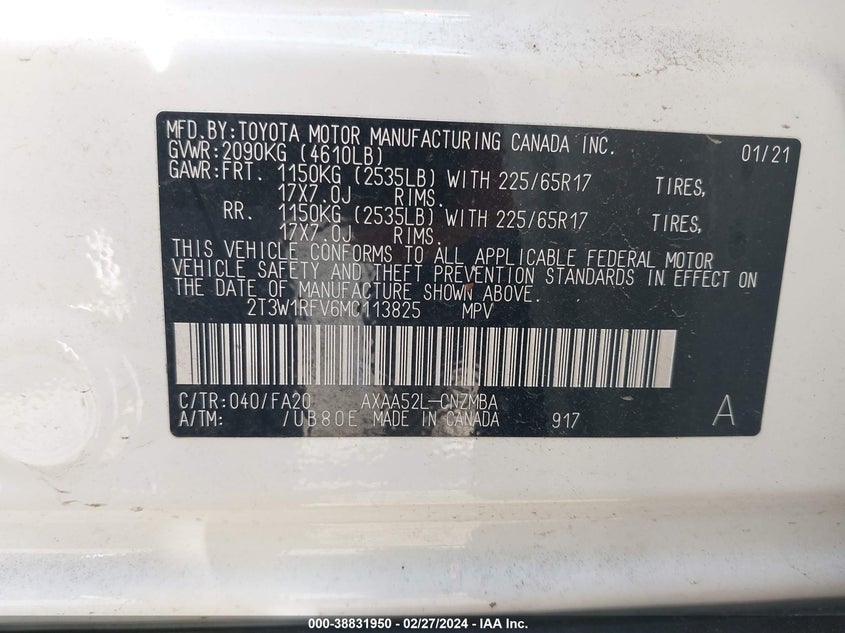 MFD.BY:TOYOTA MOTOR MANUFACTURING CANADA INC. 01/21
GVWR:2090KG (4610LB)
GAWR:FRT. 1150KG (2535LB) WITH 225/65R17 TIRES,
17X7.0J RIMS.
RR. 1150KG (2535LB) WITH 225/65R17 TIRES,
17X7.0J RIMS.
THIS VEHICLE CONFORMS TO ALL APPLICABLE FEDERAL MOTOR
VEHICLE SAFETY AND THEFT PREVENTION STANDARDS IN EFFECT ON
THE DATE OF MANUFACTURE SHOWN ABOVE.
2T3W1RFV6MC113825 MPV
C/TR:040/FA20 AXAA52L-CNZMBA
A/TM: /UB80E MADE IN CANADA 917 A
000-38831950 - 02/27/2024 - IAA Inc.